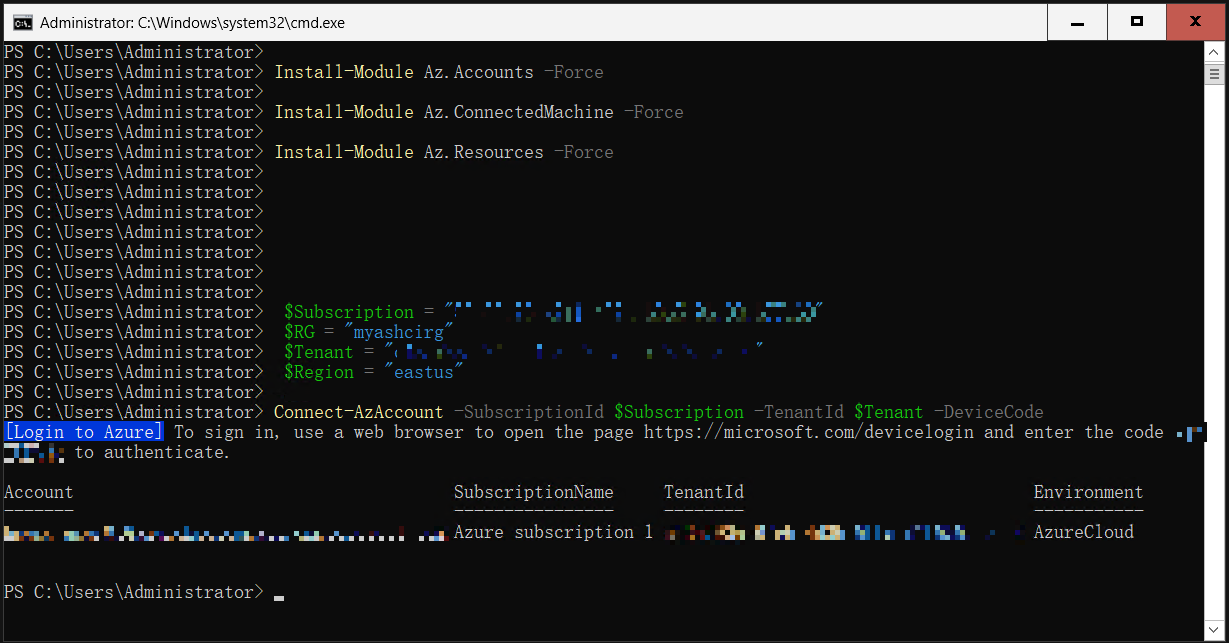 Administrator: C:\Windows\system32\cmd.exe
PS C:\Users\Administrator>
PS C:\Users\Administrator> Install-Module Az.Accounts -Force
PS C:\Users\Administrator>
PS C:\Users\Administrator> Install-Module Az.ConnectedMachine -Force
PS C:\Users\Administrator>
PS C:\Users\Administrator> Install-Module Az.Resources -Force
PS C:\Users\Administrator>
PS C:\Users\Administrator>
PS C:\Users\Administrator>
PS C:\Users\Administrator>
PS C:\Users\Administrator>
PS C:\Users\Administrator>
PS C:\Users\Administrator>
PS C:\Users\Administrator> $Subscription = " "
PS C:\Users\Administrator> $RG = "myashcirg"
PS C:\Users\Administrator> $Tenant = " "
PS C:\Users\Administrator> $Region = "eastus"
PS C:\Users\Administrator>
PS C:\Users\Administrator> Connect-AzAccount -SubscriptionId $Subscription -TenantId $Tenant -DeviceCode
[Login to Azure] To sign in, use a web browser to open the page https://microsoft.com/devicelogin and enter the code
to authenticate.
Account SubscriptionName TenantId Environment
------- ---------------- -------- -----------
Azure subscription 1 AzureCloud
PS C:\Users\Administrator>